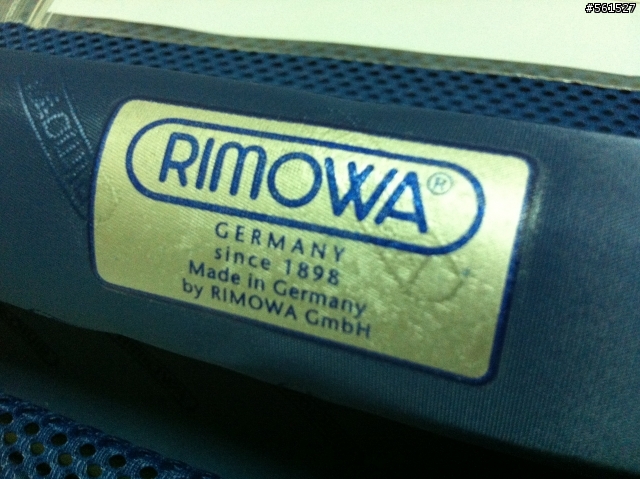 #561527
RIMOWA®
GERMANY
since 1898
Made in Germany
by RIMOWA GmbH